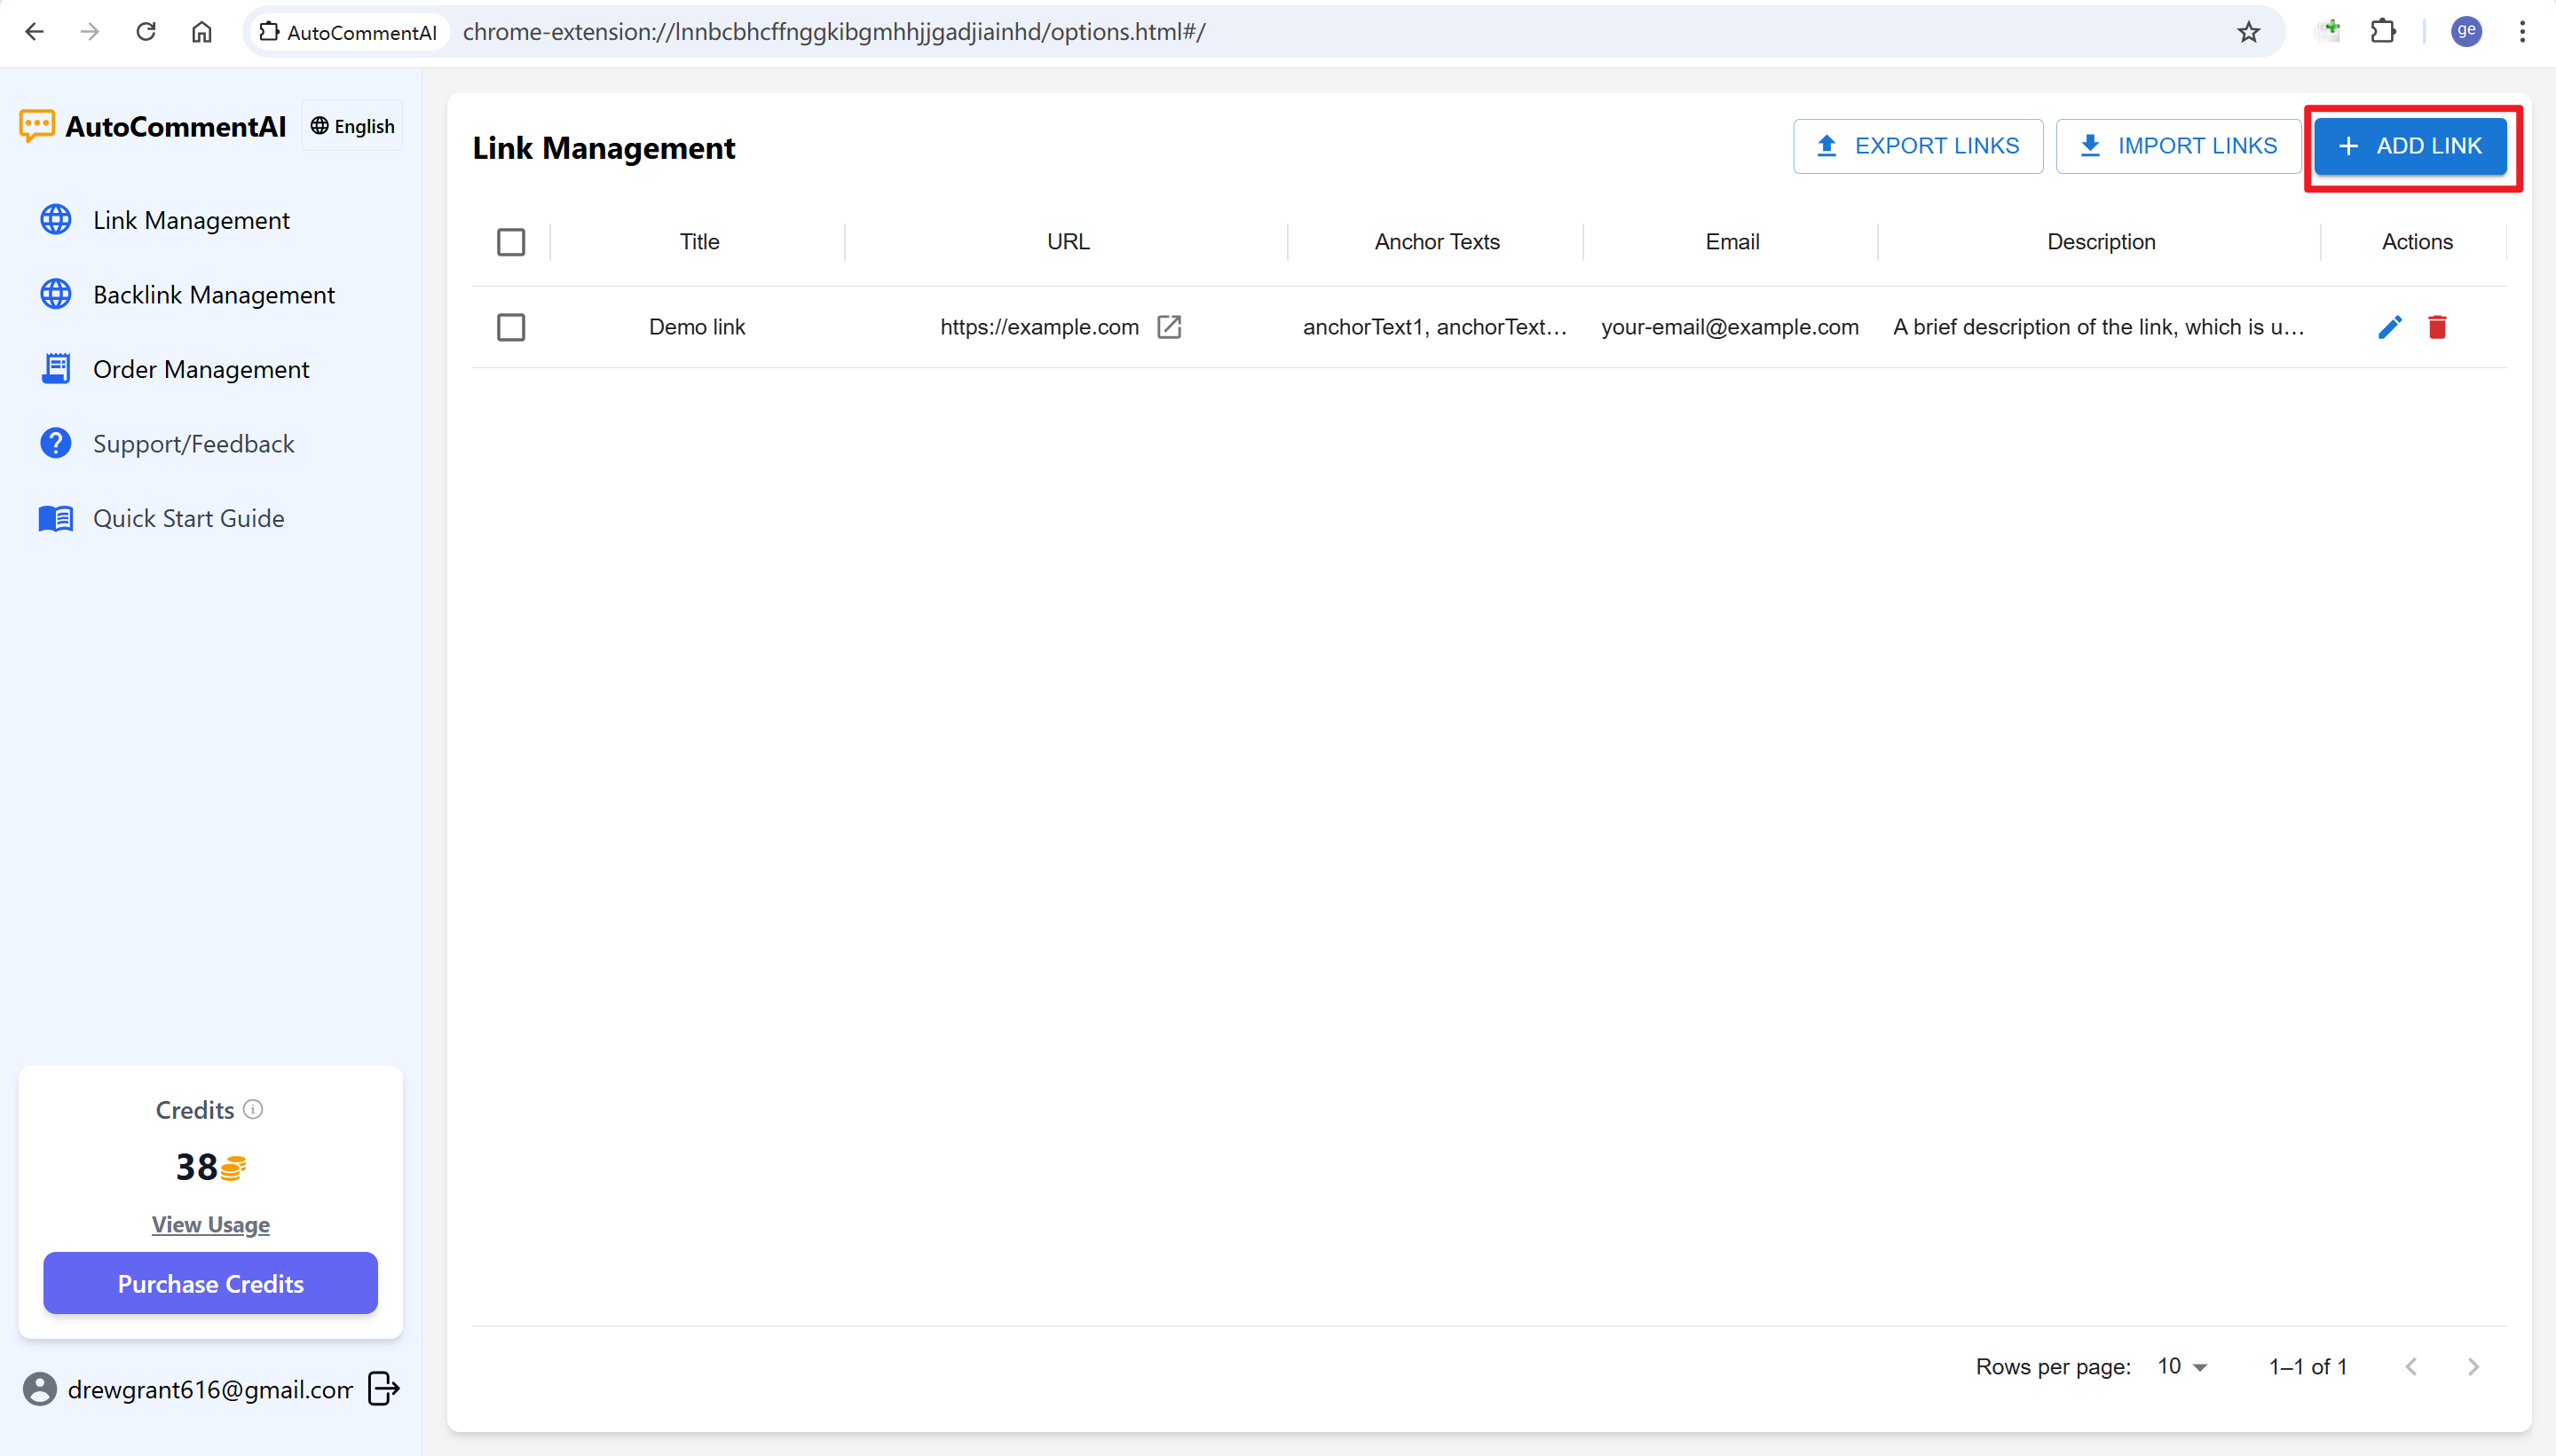 AutoCommentAI
chrome-extension://lnnbcbhcffnggkibgmhhjjgadjiainhd/options.html#/
ge
AutoCommentAI
English
Link Management
Backlink Management
Order Management
Support/Feedback
Quick Start Guide
Credits
38
View Usage
Purchase Credits
drewgrant616@gmail.com
Link Management
EXPORT LINKS
IMPORT LINKS
+ ADD LINK
Title URL Anchor Texts Email Description Actions
Demo link https://example.com anchorText1, anchorText... your-email@example.com A brief description of the link, which is u...
Rows per page: 10 1–1 of 1